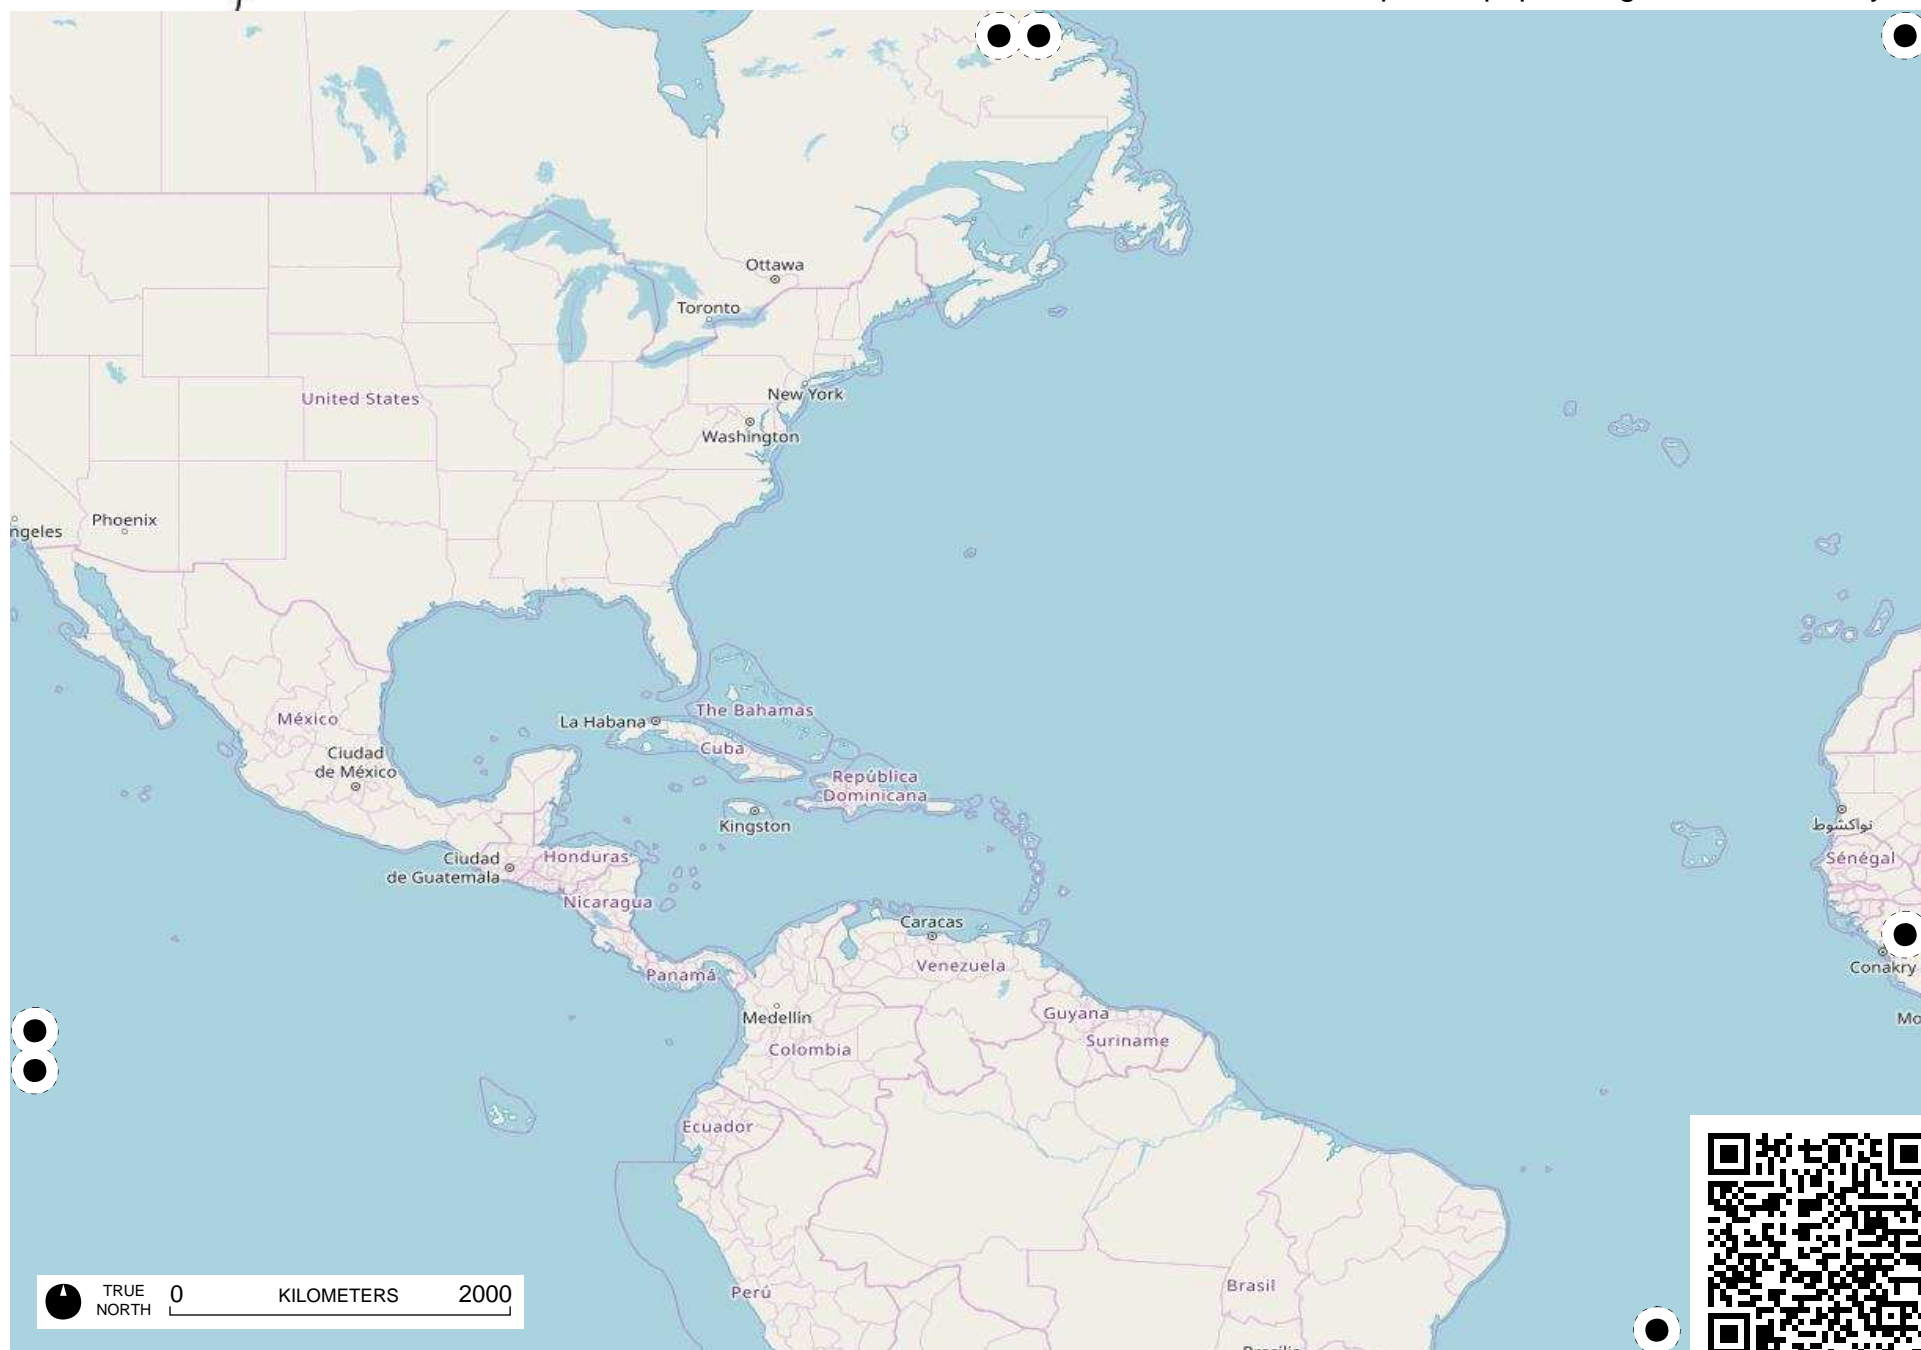 Ottawa
Toronto
New York
United States
Washington
Phoenix
ngeles
México
La Habana
The Bahamas
Cuba
Ciudad
de México
República
Dominicana
Kingston
نواكشوط
Ciudad
de Guatemala
Honduras
Sénégal
Nicaragua
Caracas
Venezuela
Conakry
Panamá
Medellín
Guyana
Mo
Suriname
Colombia
Ecuador
Brasil
Perú
TRUE
NORTH
0 KILOMETERS 2000